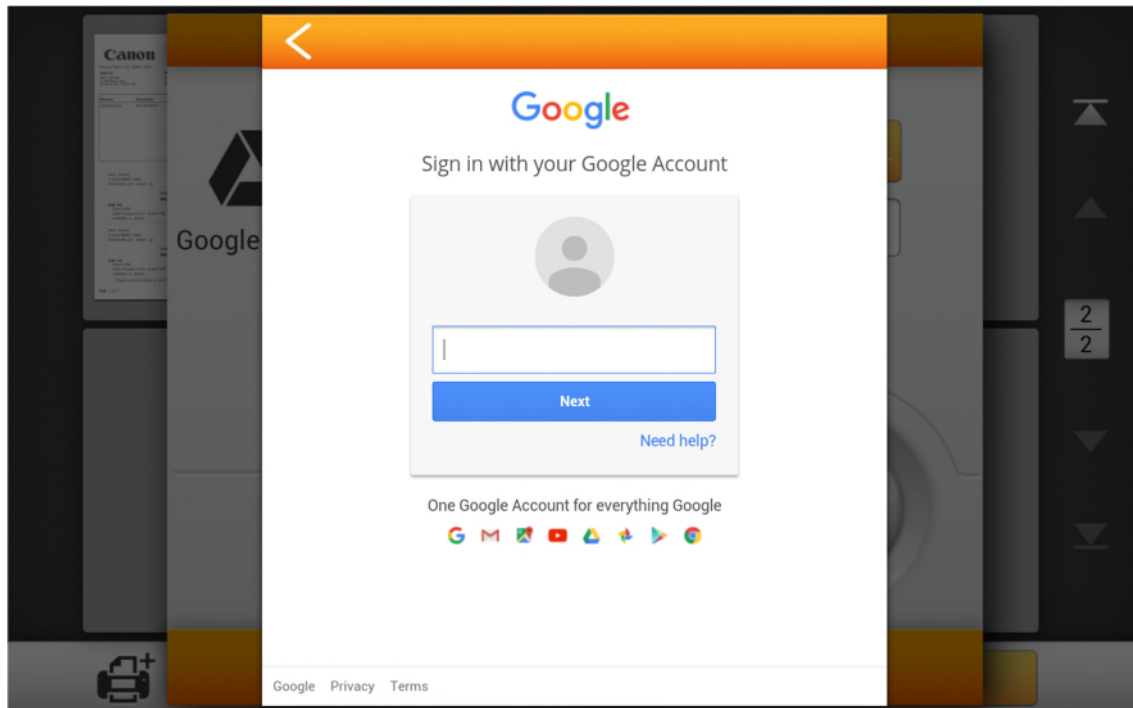 Canon
Google
Google
Sign in with your Google Account
Next
Need help?
One Google Account for everything Google
2
2
Google Privacy Terms